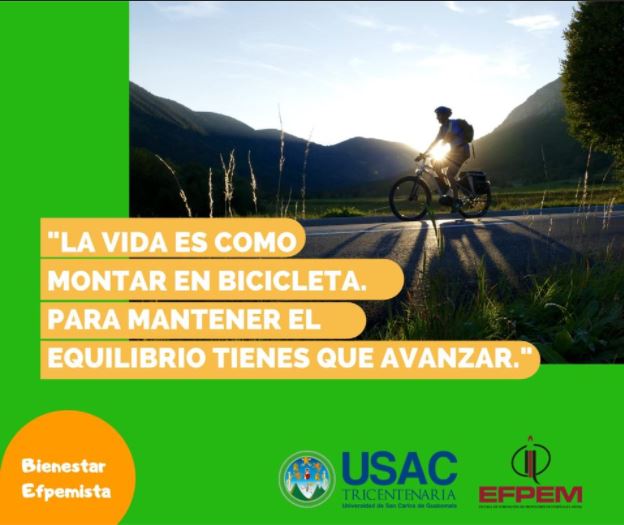 "LA VIDA ES COMO
MONTAR EN BICICLETA.
PARA MANTENER EL
EQUILIBRIO TIENES QUE AVANZAR."
Bienestar
Efpemista
USAC
TRICENTENARIA
Universidad de San Carlos de Guatemala
EFPEM